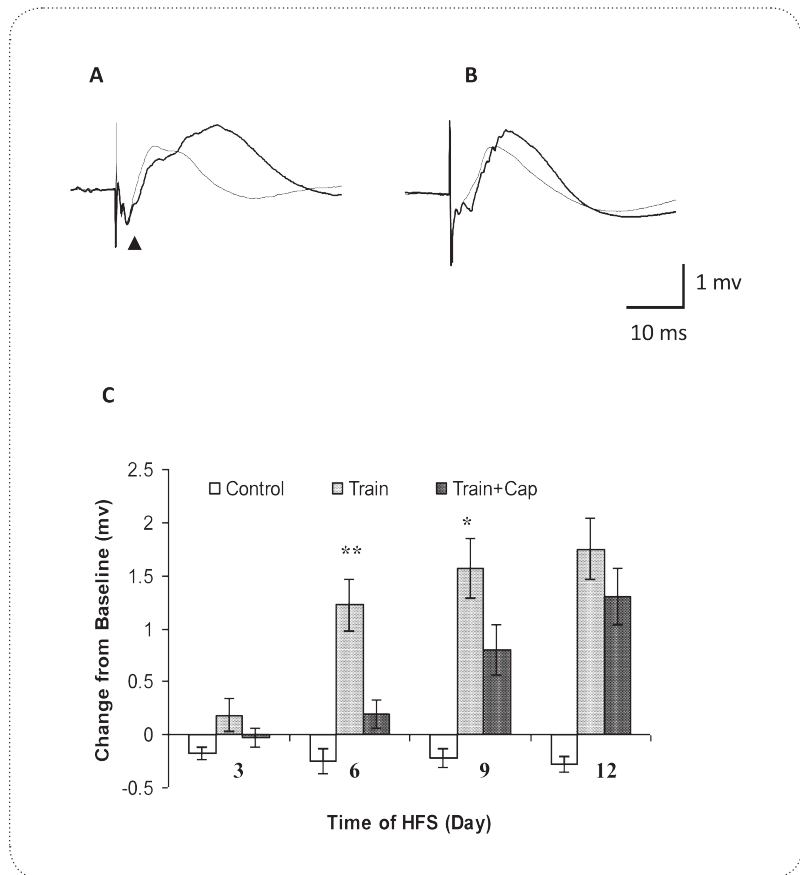 A
B
1 mv
10 ms
C
Change from Baseline (mv)
2.5
2
1.5
1
0.5
0
-0.5
Control Train Train+Cap
**
*
3 6 9 12
Time of HFS (Day)